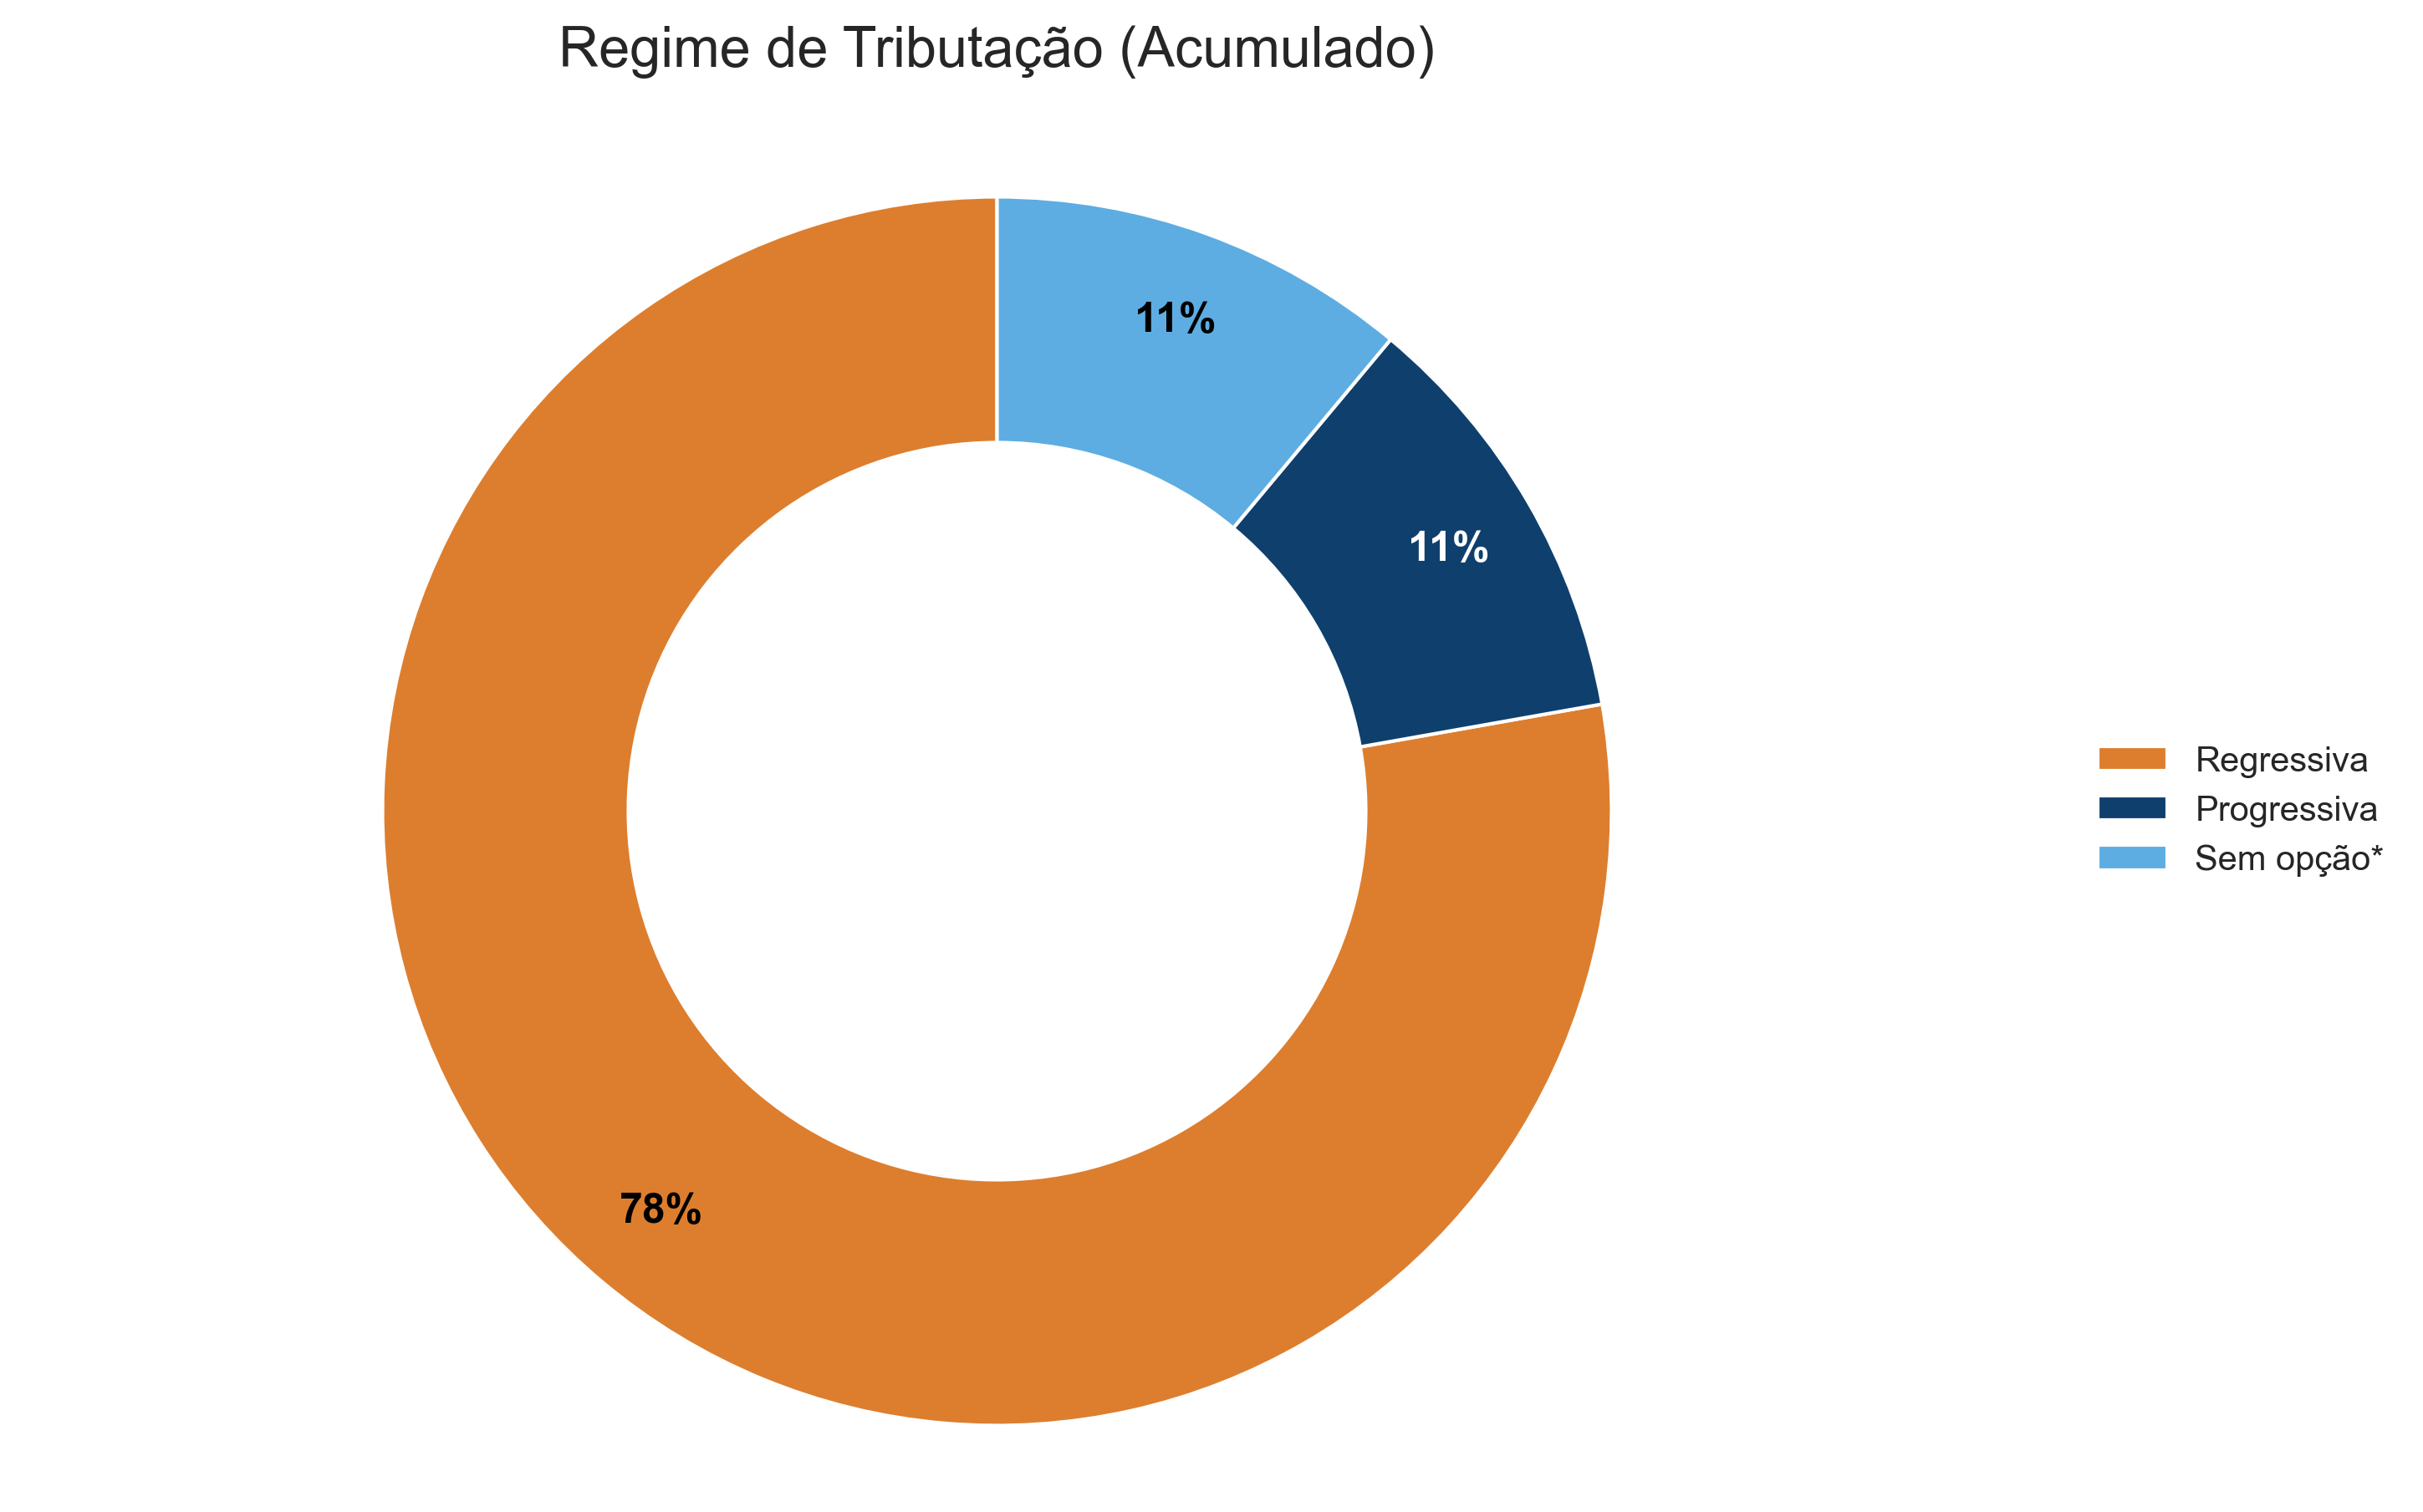 Regime de Tributação (Acumulado)
11%
11%
78%
Regressiva
Progressiva
Sem opção*